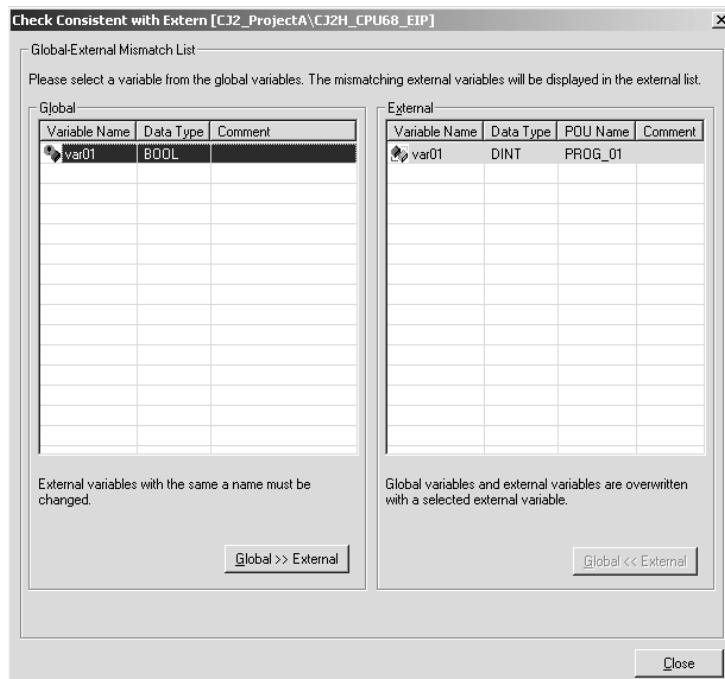 Check Consistent with Extern [CJ2_ProjectA\CJ2H_CPU68_EIP]
Global-External Mismatch List
Please select a variable from the global variables. The mismatching external variables will be displayed in the external list.
Global
Variable Name Data Type Comment
var01 BOOL
External variables with the same a name must be
changed.
Global >> External
External
Variable Name Data Type POU Name Comment
var01 DINT PROG_01
Global variables and external variables are overwritten
with a selected external variable.
Global << External
Close